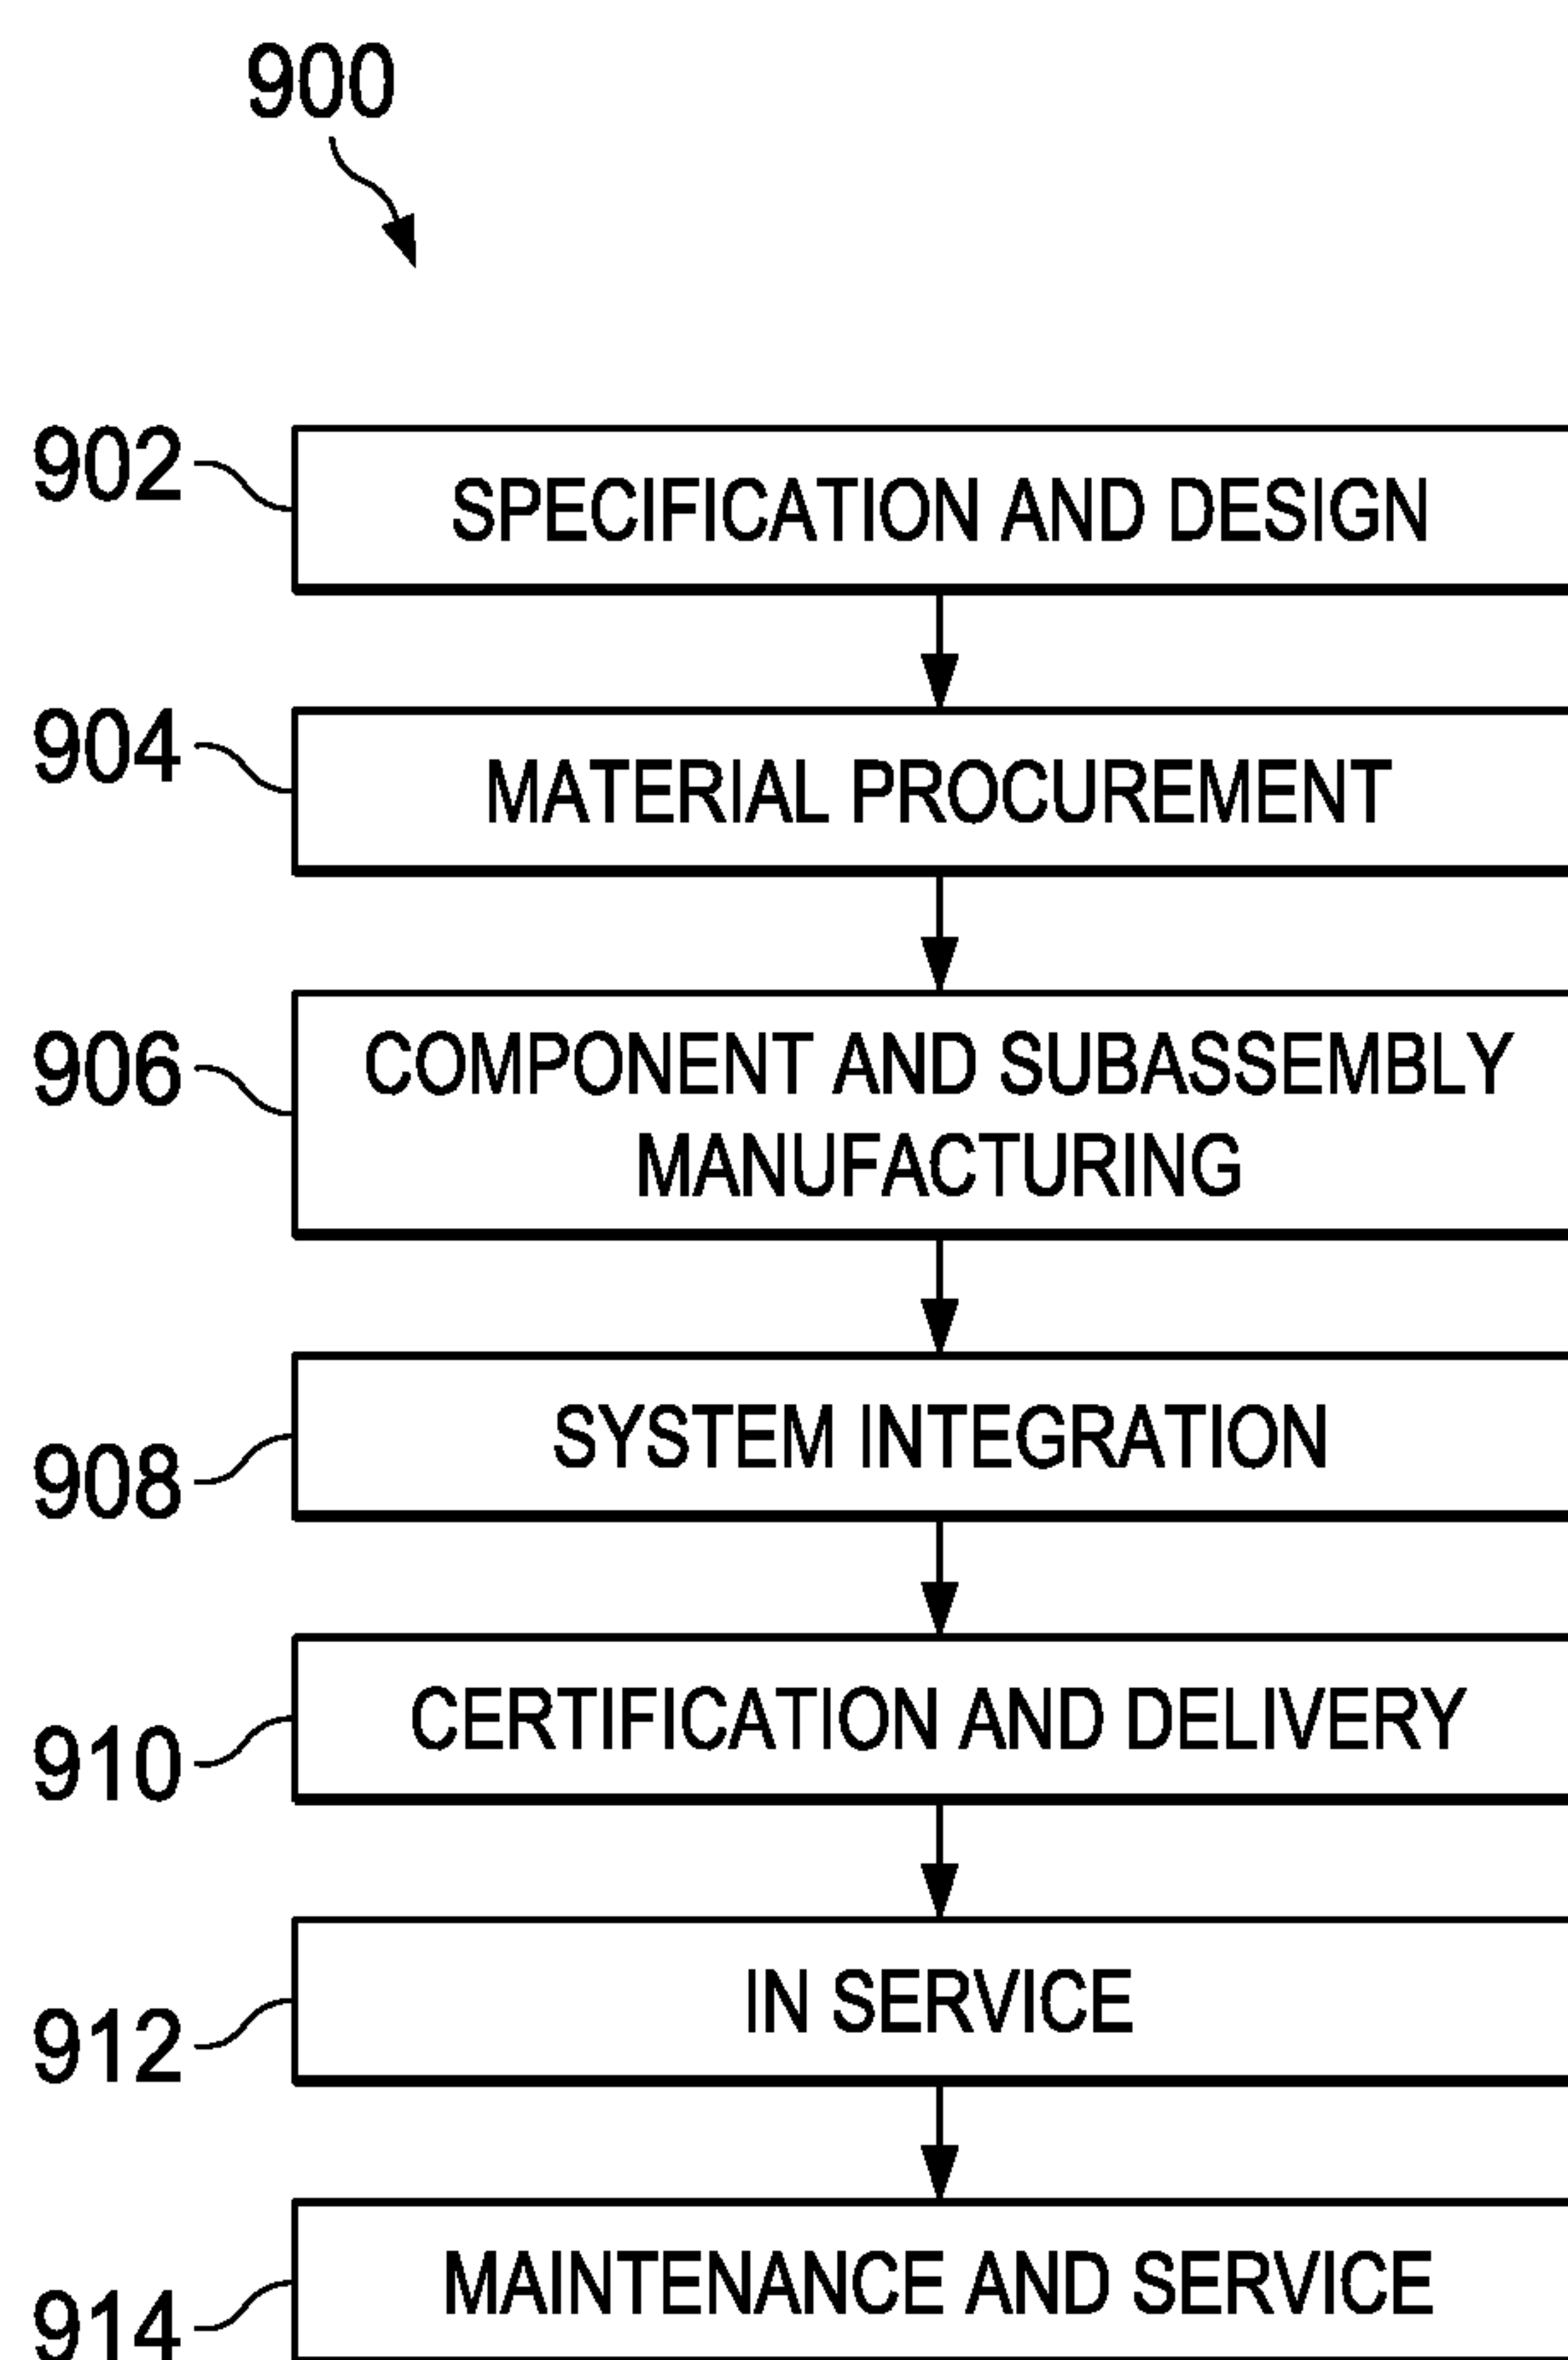 900
902
SPECIFICATION AND DESIGN
904
MATERIAL PROCUREMENT
906
COMPONENT AND SUBASSEMBLY
MANUFACTURING
908
SYSTEM INTEGRATION
910
CERTIFICATION AND DELIVERY
912
IN SERVICE
914
MAINTENANCE AND SERVICE